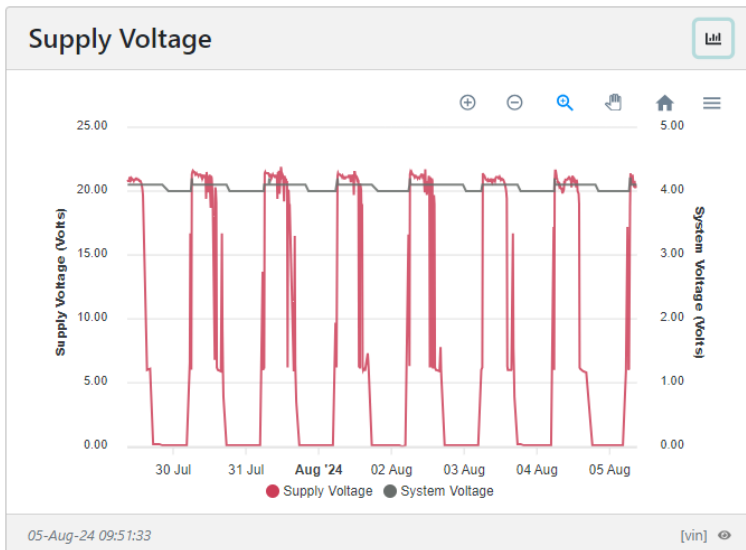 Supply Voltage
25.00
20.00
15.00
10.00
5.00
0.00
Supply Voltage (Volts)
5.00
4.00
3.00
2.00
1.00
0.00
System Voltage (Volts)
30 Jul 31 Jul Aug '24 02 Aug 03 Aug 04 Aug 05 Aug
Supply Voltage System Voltage
05-Aug-24 09:51:33 [vin]